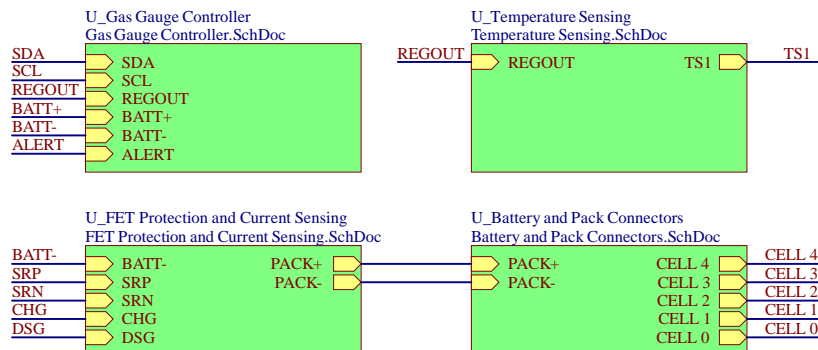 U_Gas Gauge Controller
Gas Gauge Controller.SchDoc
SDA SDA
SCL SCL
REGOUT REGOUT
BATT+ BATT+
BATT- BATT-
ALERT ALERT
U_Temperature Sensing
Temperature Sensing.SchDoc
REGOUT REGOUT TS1 TS1
U_FET Protection and Current Sensing
FET Protection and Current Sensing.SchDoc
BATT- BATT- PACK+
SRP SRP PACK-
SRN SRN
CHG CHG
DSG DSG
U_Battery and Pack Connectors
Battery and Pack Connectors.SchDoc
PACK+ CELL 4 CELL 4
PACK- CELL 3 CELL 3
CELL 2 CELL 2
CELL 1 CELL 1
CELL 0 CELL 0